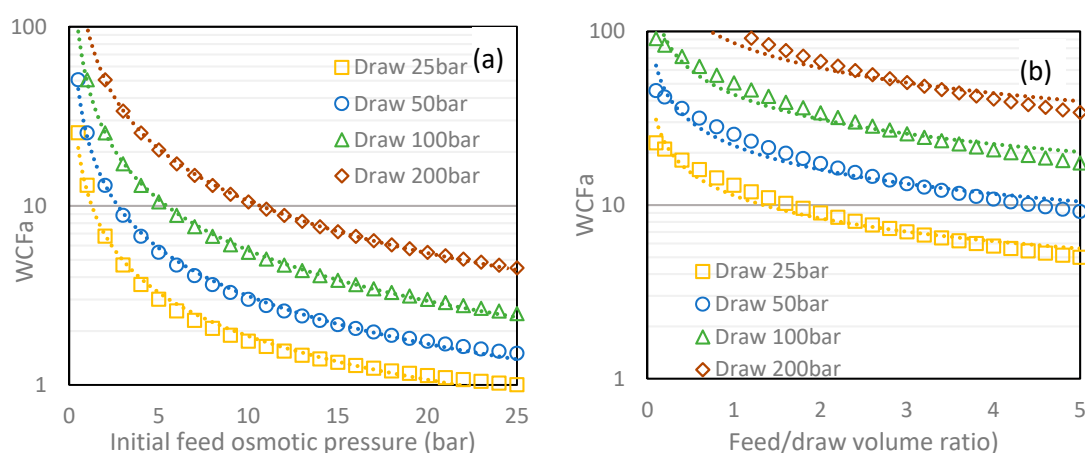 (a)
WCFa
100
10
1
Draw 25bar
Draw 50bar
Draw 100bar
Draw 200bar
0 5 10 15 20 25
Initial feed osmotic pressure (bar)
(b)
WCFa
100
10
1
Draw 25bar
Draw 50bar
Draw 100bar
Draw 200bar
0 1 2 3 4 5
Feed/draw volume ratio)